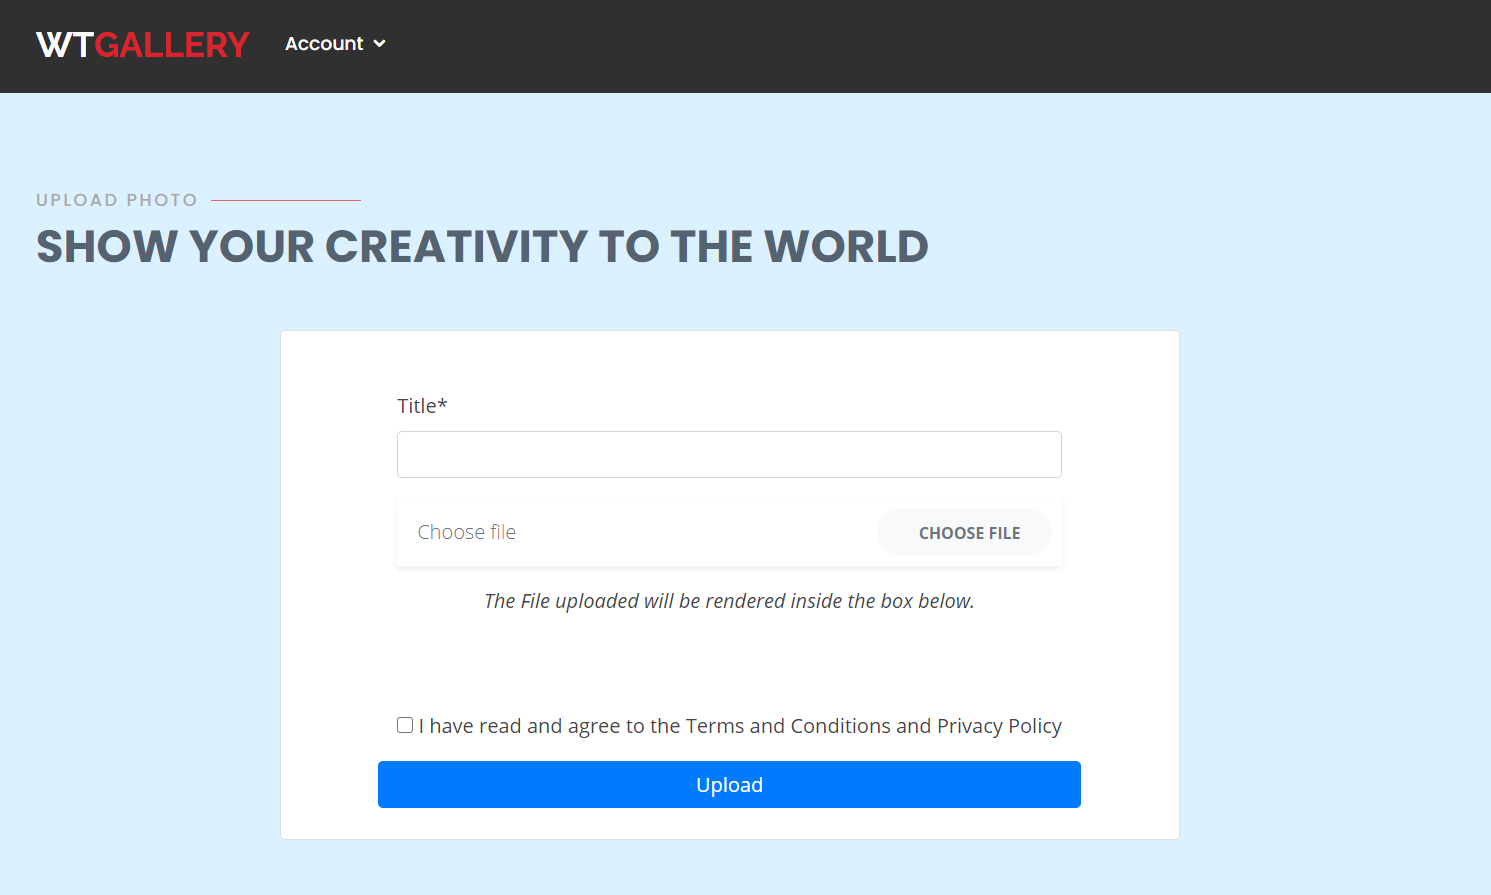 WTGALLERY Account
UPLOAD PHOTO
SHOW YOUR CREATIVITY TO THE WORLD
Title*
Choose file CHOOSE FILE
The File uploaded will be rendered inside the box below.
I have read and agree to the Terms and Conditions and Privacy Policy
Upload